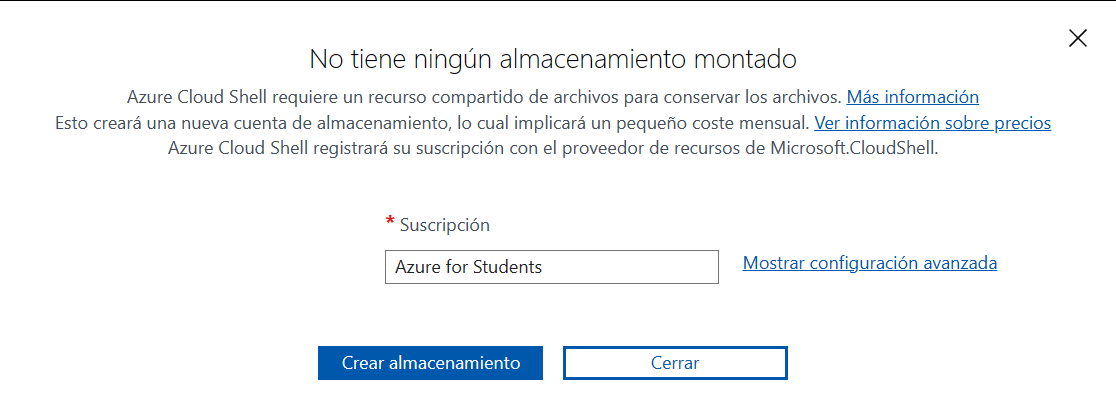 No tiene ningún almacenamiento montado
Azure Cloud Shell requiere un recurso compartido de archivos para conservar los archivos. Más información
Esto creará una nueva cuenta de almacenamiento, lo cual implicará un pequeño coste mensual. Ver información sobre precios
Azure Cloud Shell registrará su suscripción con el proveedor de recursos de Microsoft.CloudShell.
* Suscripción
Azure for Students
Mostrar configuración avanzada
Crear almacenamiento
Cerrar